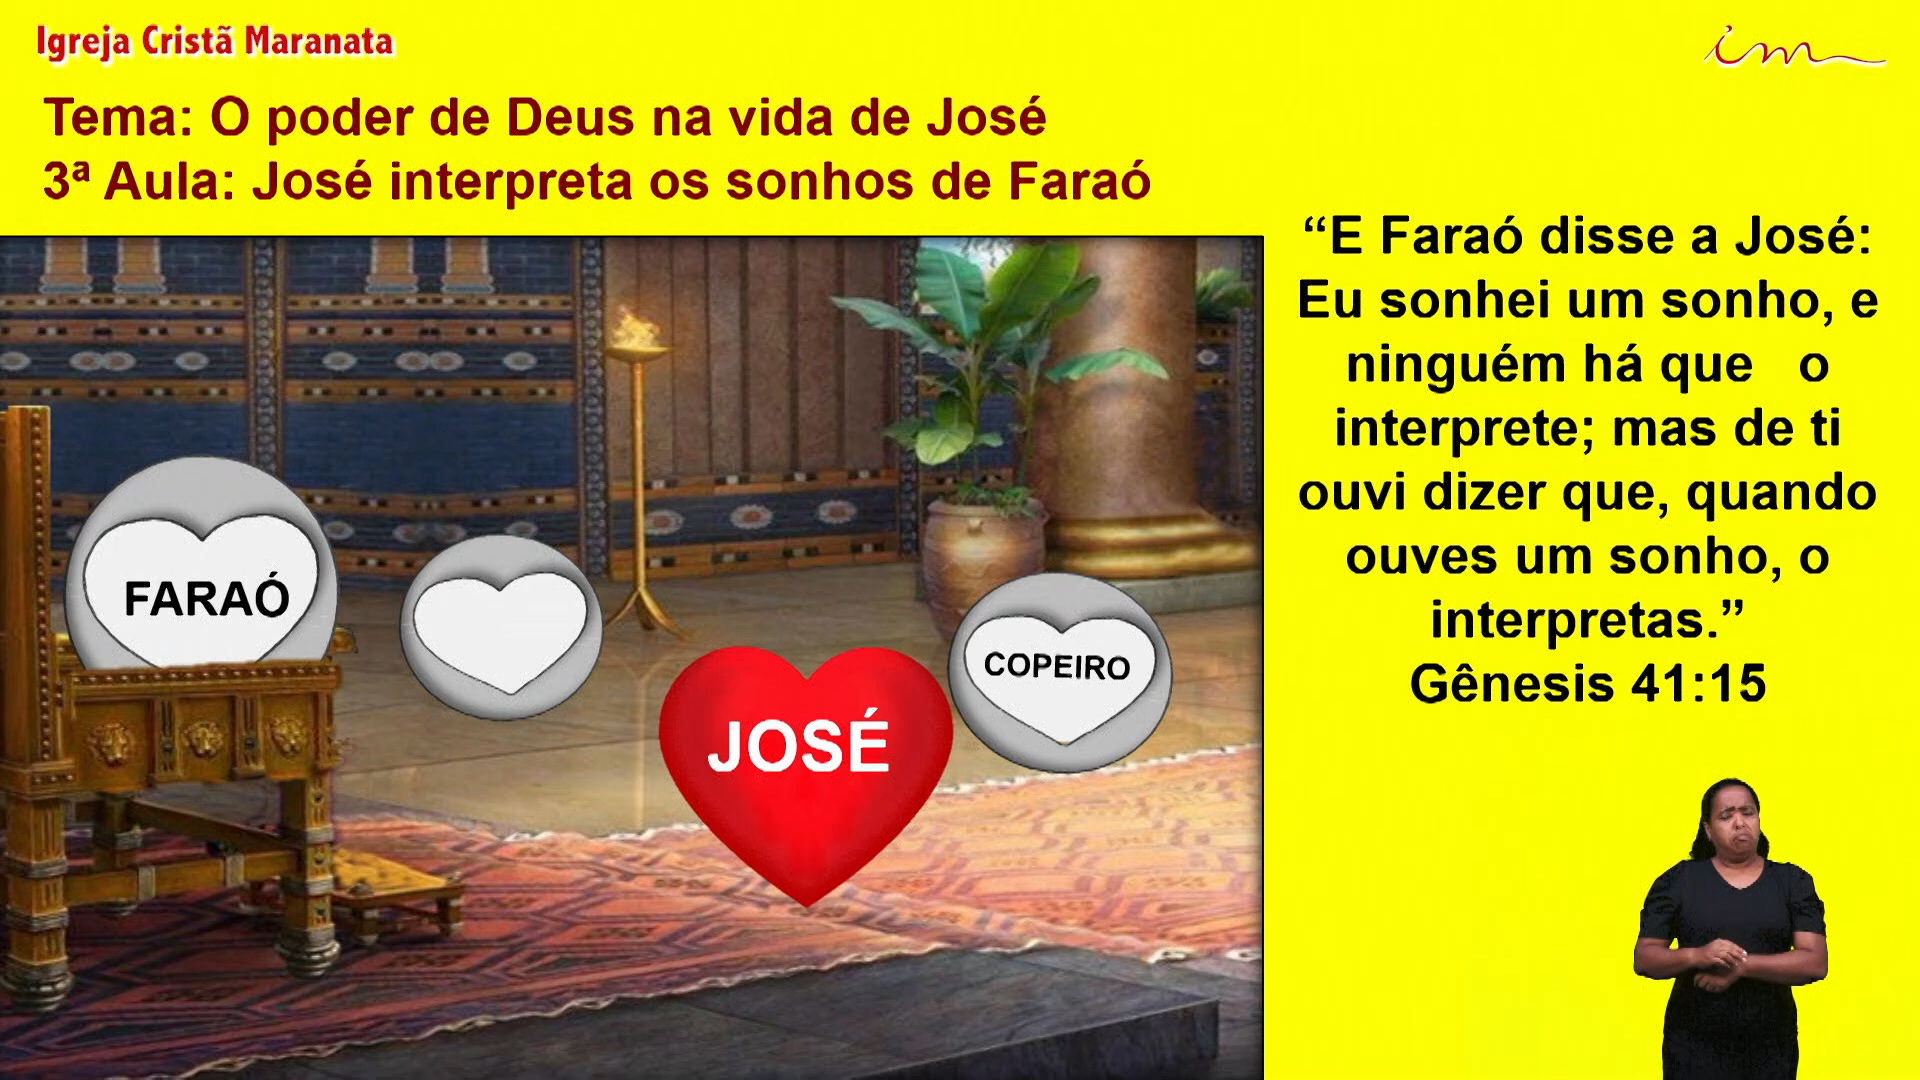 Igreja Cristã Maranata
im
Tema: O poder de Deus na vida de José
3ª Aula: José interpreta os sonhos de Faraó
“E Faraó disse a José:
Eu sonhei um sonho, e
ninguém há que o
interprete; mas de ti
ouvi dizer que, quando
ouves um sonho, o
interpretas.”
Gênesis 41:15
FARAÓ
JOSÉ
COPEIRO